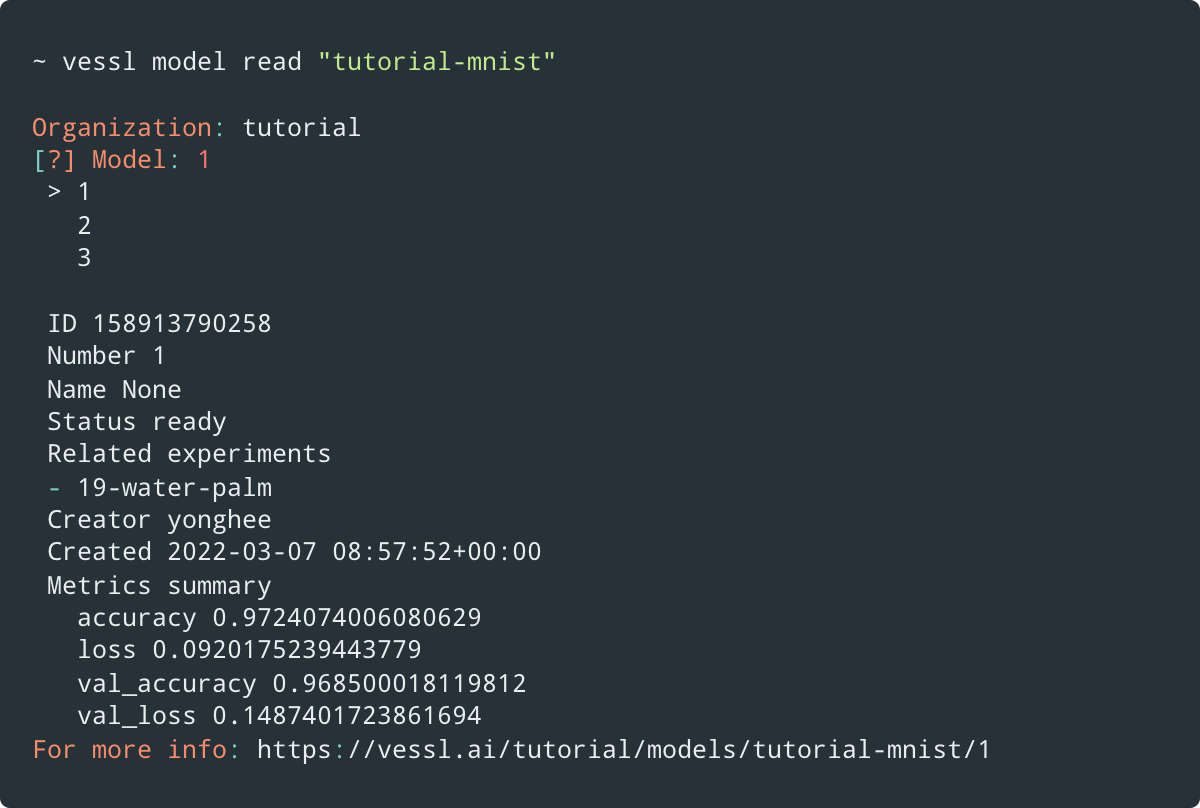 ~ vessl model read "tutorial-mnist"
Organization: tutorial
[?] Model: 1
> 1
2
3
ID 158913790258
Number 1
Name None
Status ready
Related experiments
- 19-water-palm
Creator yonghee
Created 2022-03-07 08:57:52+00:00
Metrics summary
accuracy 0.9724074006080629
loss 0.0920175239443779
val_accuracy 0.968500018119812
val_loss 0.1487401723861694
For more info: https://vessl.ai/tutorial/models/tutorial-mnist/1